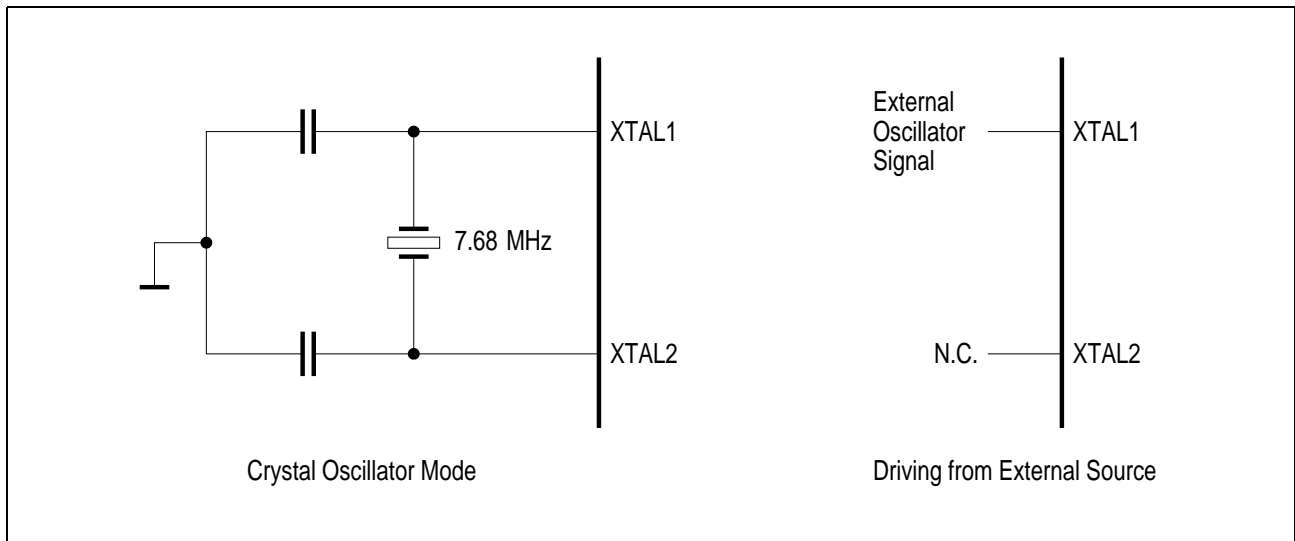 XTAL1
7.68 MHz
XTAL2
Crystal Oscillator Mode
External
Oscillator
Signal
XTAL1
N.C.
XTAL2
Driving from External Source